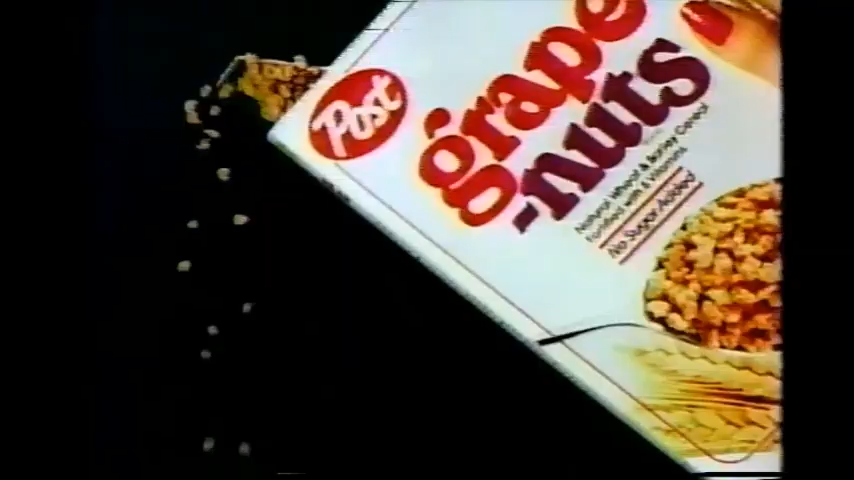 Post
grape
-nuts
Natural Wheat & Barley Cereal
Fortified with 8 Vitamins
No Sugar Added